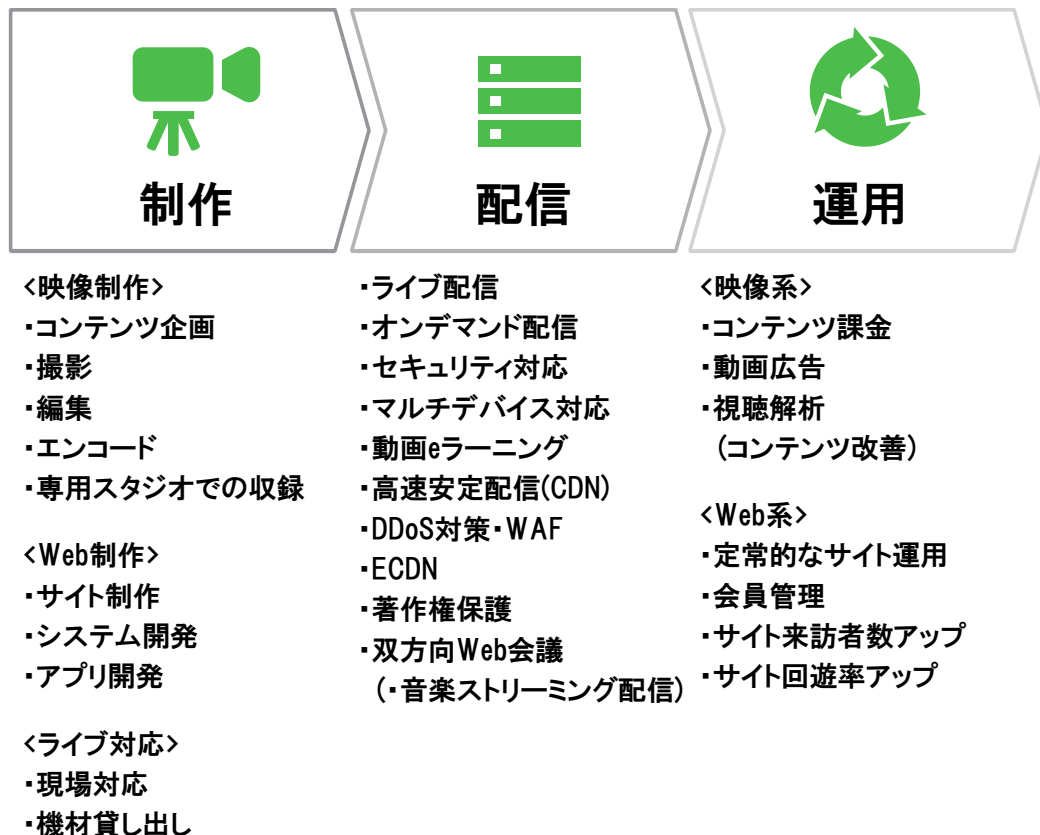 制作
<映像制作>
・コンテンツ企画
・撮影
・編集
・エンコード
・専用スタジオでの収録
<Web制作>
・サイト制作
・システム開発
・アプリ開発
<ライブ対応>
・現場対応
・機材貸し出し
配信
・ライブ配信
・オンデマンド配信
・セキュリティ対応
・マルチデバイス対応
・動画eラーニング
・高速安定配信(CDN)
・DDoS対策・WAF
・ECDN
・著作権保護
・双方向Web会議
(・音楽ストリーミング配信)
運用
<映像系>
・コンテンツ課金
・動画広告
・視聴解析
(コンテンツ改善)
<Web系>
・定常的なサイト運用
・会員管理
・サイト来訪者数アップ
・サイト回遊率アップ